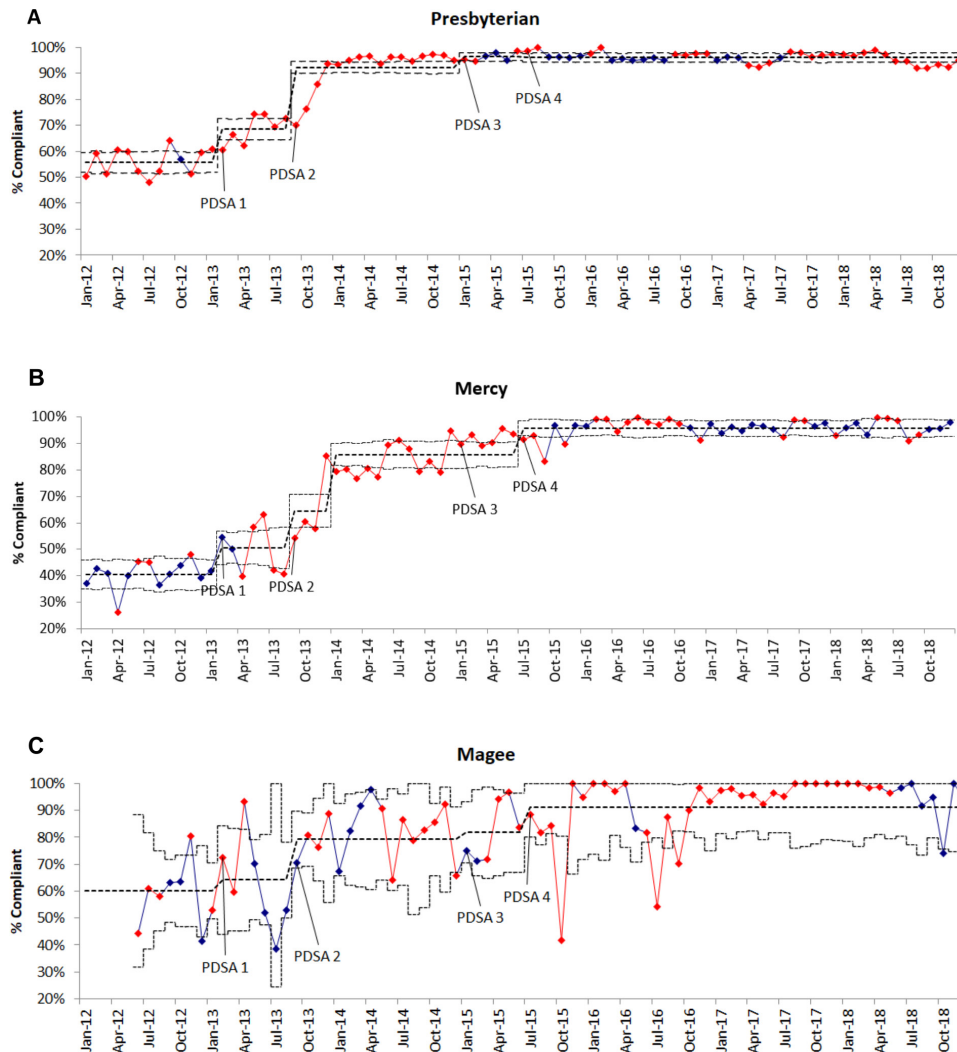 A
Presbyterian
% Compliant
100%
90%
80%
70%
60%
50%
40%
30%
20%
PDSA 1
PDSA 2
PDSA 3
PDSA 4
Jan-12 Apr-12 Jul-12 Oct-12 Jan-13 Apr-13 Jul-13 Oct-13 Jan-14 Apr-14 Jul-14 Oct-14 Jan-15 Apr-15 Jul-15 Oct-15 Jan-16 Apr-16 Jul-16 Oct-16 Jan-17 Apr-17 Jul-17 Oct-17 Jan-18 Apr-18 Jul-18 Oct-18
B
Mercy
% Compliant
100%
90%
80%
70%
60%
50%
40%
30%
20%
PDSA 1
PDSA 2
PDSA 3
PDSA 4
Jan-12 Apr-12 Jul-12 Oct-12 Jan-13 Apr-13 Jul-13 Oct-13 Jan-14 Apr-14 Jul-14 Oct-14 Jan-15 Apr-15 Jul-15 Oct-15 Jan-16 Apr-16 Jul-16 Oct-16 Jan-17 Apr-17 Jul-17 Oct-17 Jan-18 Apr-18 Jul-18 Oct-18
C
Magee
% Compliant
100%
90%
80%
70%
60%
50%
40%
30%
20%
PDSA 1
PDSA 2
PDSA 3
PDSA 4
Jan-12 Apr-12 Jul-12 Oct-12 Jan-13 Apr-13 Jul-13 Oct-13 Jan-14 Apr-14 Jul-14 Oct-14 Jan-15 Apr-15 Jul-15 Oct-15 Jan-16 Apr-16 Jul-16 Oct-16 Jan-17 Apr-17 Jul-17 Oct-17 Jan-18 Apr-18 Jul-18 Oct-18